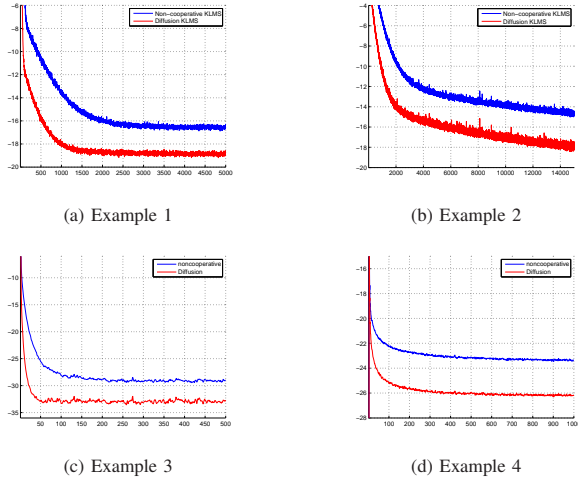 −6
−8
−10
−12
−14
−16
−18
−20
Non−cooperative KLMS
Diffusion KLMS
500 1000 1500 2000 2500 3000 3500 4000 4500 5000
(a) Example 1
−4
−6
−8
−10
−12
−14
−16
−18
Non−cooperative KLMS
Diffusion KLMS
2000 4000 6000 8000 10000 12000 14000
(b) Example 2
−10
−15
−20
−25
−30
−35
noncooperative
Diffusion
50 100 150 200 250 300 350 400 450 500
(c) Example 3
−16
−18
−20
−22
−24
−26
−28
noncooperative
Diffusion
100 200 300 400 500 600 700 800 900 1000
(d) Example 4